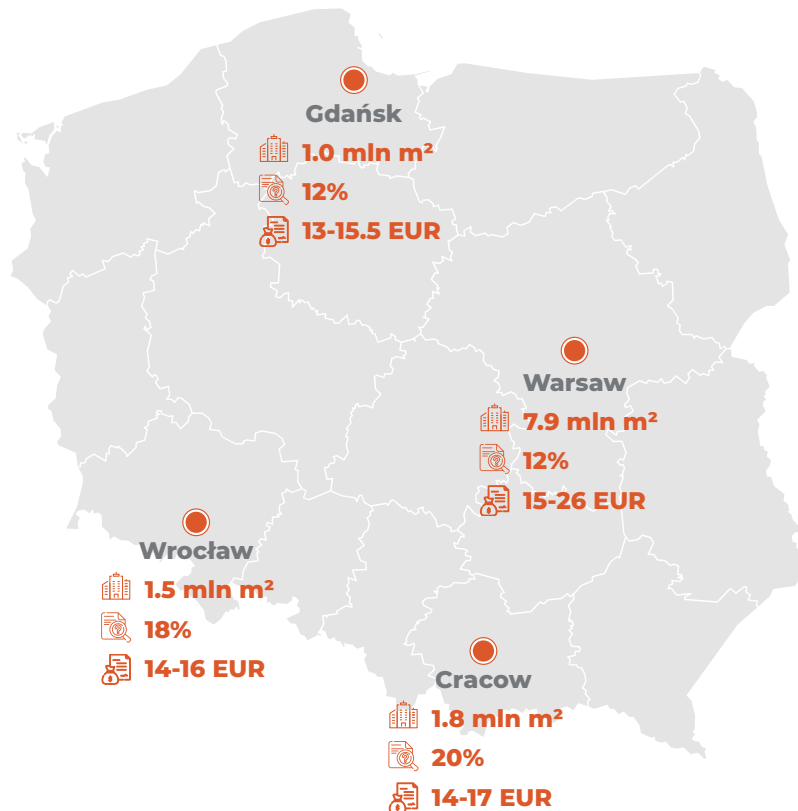 Gdańsk
1.0 mln m²
12%
13-15.5 EUR
Warsaw
7.9 mln m²
12%
15-26 EUR
Wrocław
1.5 mln m²
18%
14-16 EUR
Cracow
1.8 mln m²
20%
14-17 EUR